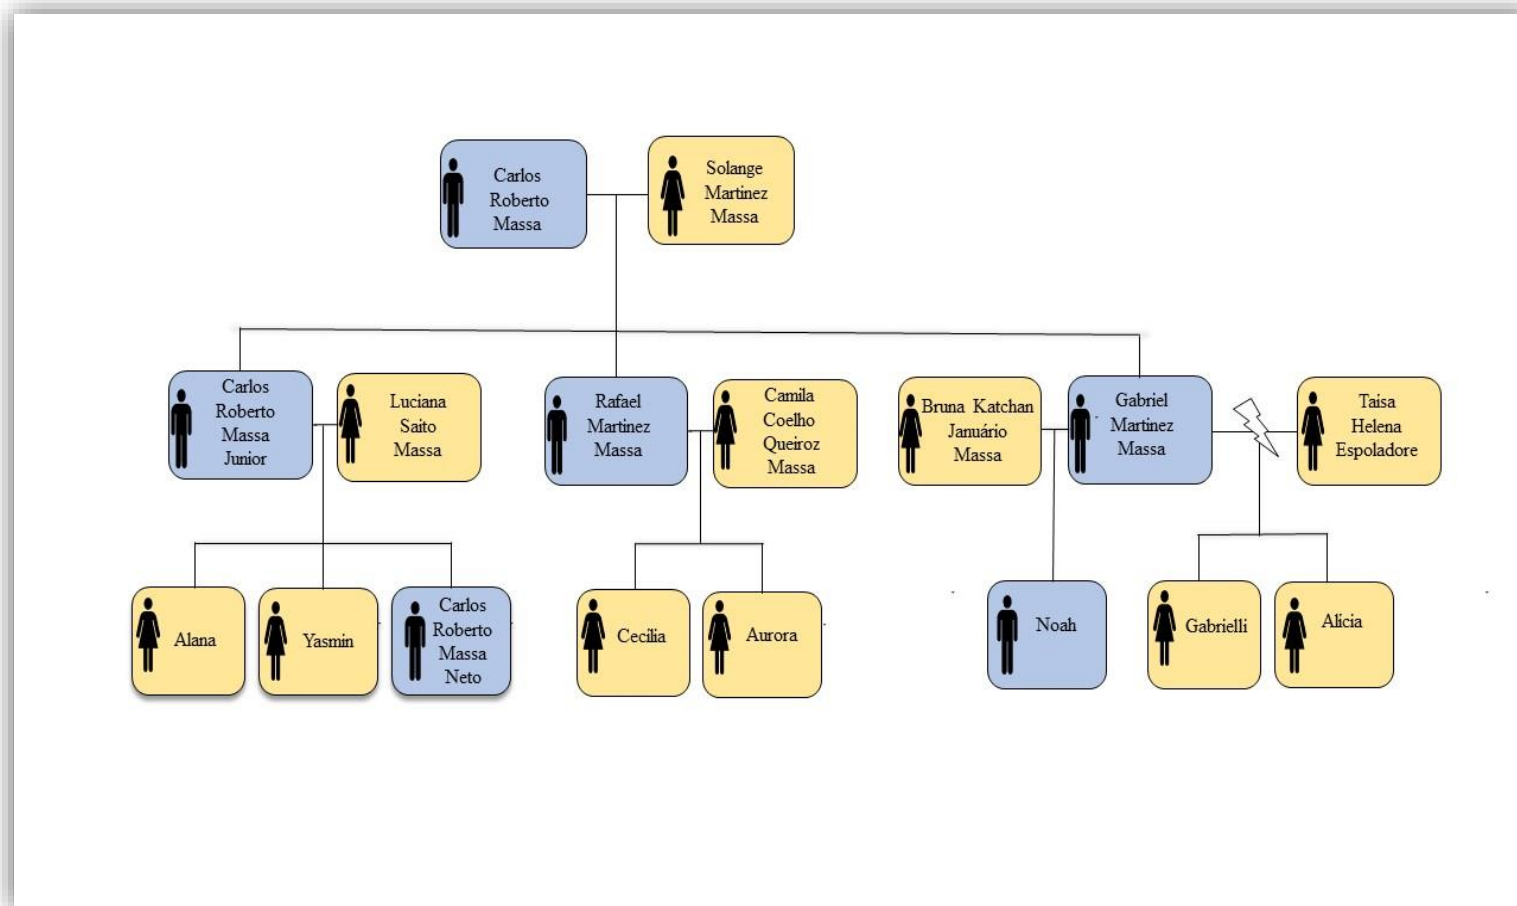 Carlos
Roberto
Massa
Solange
Martinez
Massa
Carlos
Roberto
Massa
Junior
Luciana
Saito
Massa
Rafael
Martinez
Massa
Camila
Coelho
Queiroz
Massa
Bruna Katchan
Januário
Massa
Gabriel
Martinez
Massa
Taisa
Helena
Espoladore
Alana
Yasmin
Carlos
Roberto
Massa
Neto
Cecilia
Aurora
Noah
Gabrielli
Alicia